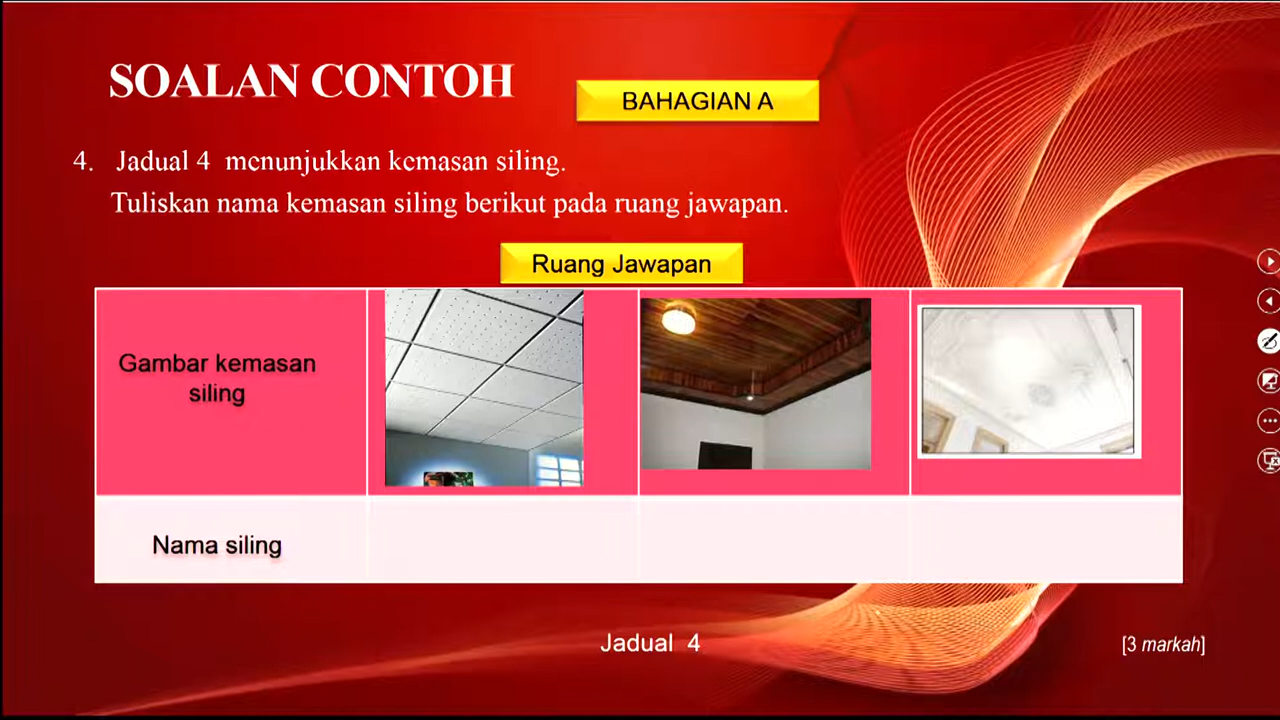 SOALAN CONTOH
BAHAGIAN A
4. Jadual 4 menunjukkan kemasan siling.
Tuliskan nama kemasan siling berikut pada ruang jawapan.
Ruang Jawapan
Gambar kemasan
siling
Nama siling
Jadual 4
[3 markah]